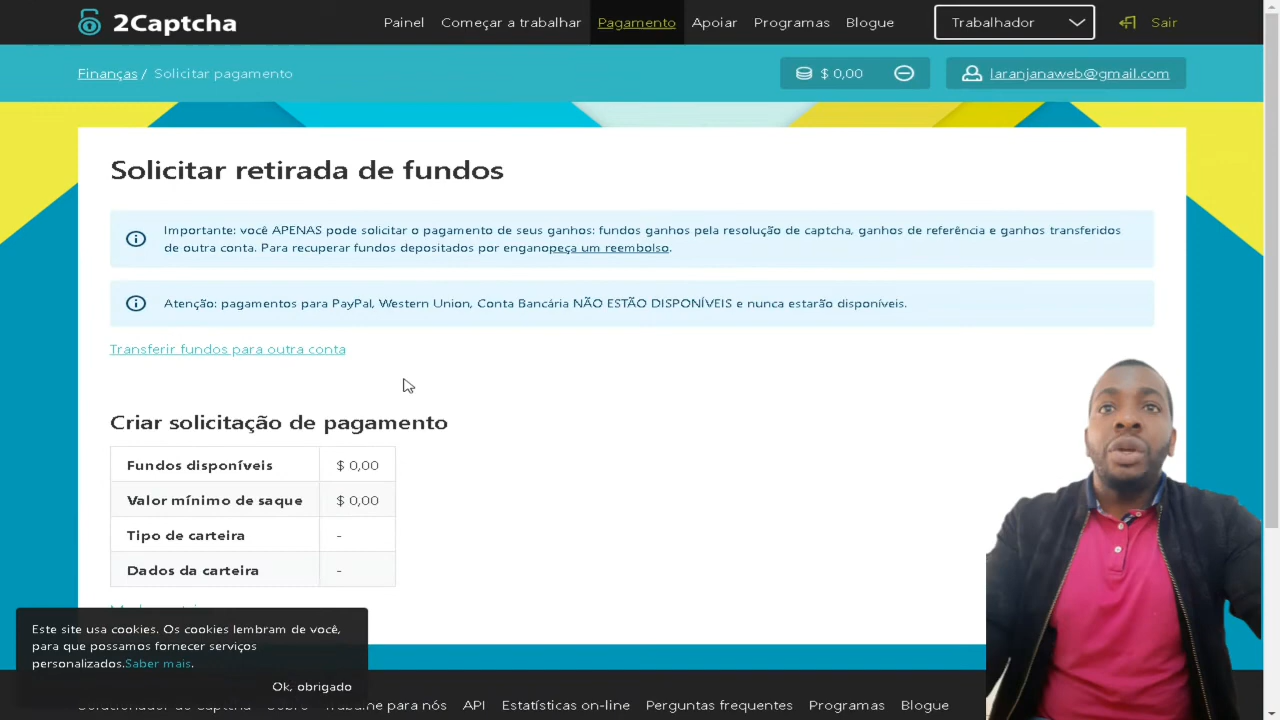 2Captcha
Painel
Começar a trabalhar
Pagamento
Apoiar
Programas
Blogue
Trabalhador
Sair
Finanças / Solicitar pagamento
$ 0,00
laranjanaweb@gmail.com
Solicitar retirada de fundos
Importante: você APENAS pode solicitar o pagamento de seus ganhos: fundos ganhos pela resolução de captcha, ganhos de referência e ganhos transferidos
de outra conta. Para recuperar fundos depositados por enganopeça um reembolso.
Atenção: pagamentos para PayPal, Western Union, Conta Bancária NÃO ESTÃO DISPONÍVEIS e nunca estarão disponíveis.
Transferir fundos para outra conta
Criar solicitação de pagamento
Fundos disponíveis $ 0,00
Valor mínimo de saque $ 0,00
Tipo de carteira -
Dados da carteira -
Este site usa cookies. Os cookies lembram de você,
para que possamos fornecer serviços
personalizados.Saber mais.
Ok, obrigado
nós
API
Estatísticas on-line
Perguntas frequentes
Programas
Blogue